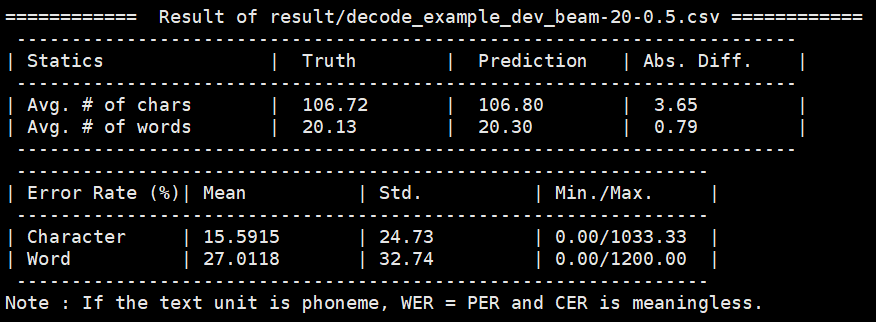 ============  Result of result/decode_example_dev_beam-20-0.5.csv ============
 -----------------------------------------------------------------------
| Statics               |  Truth        |  Prediction   | Abs. Diff.    |
 -----------------------------------------------------------------------
| Avg. # of chars       |  106.72       |  106.80       |  3.65         |
| Avg. # of words       |  20.13        |  20.30        |  0.79         |
 -----------------------------------------------------------------------
 ---------------------------------------------------------------
| Error Rate (%)| Mean          | Std.          | Min./Max.     |
 ---------------------------------------------------------------
| Character     | 15.5915       | 24.73         | 0.00/1033.33  |
| Word          | 27.0118       | 32.74         | 0.00/1200.00  |
 ---------------------------------------------------------------
Note : If the text unit is phoneme, WER = PER and CER is meaningless.